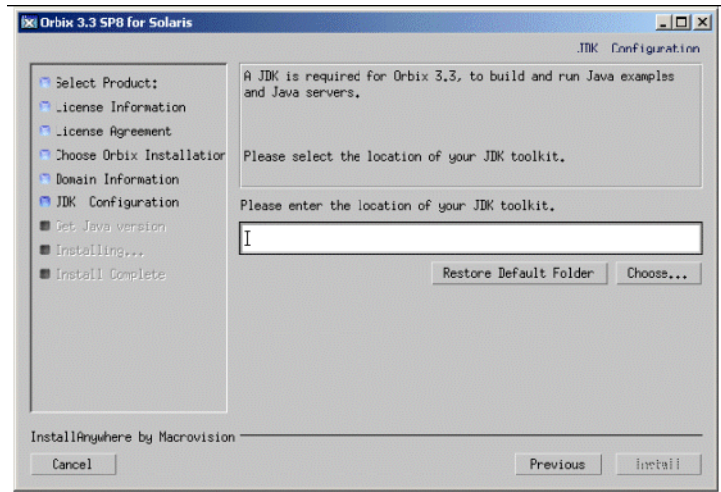 Orbix 3.3 SP8 for Solaris
JDK Configuration
Select Product:
License Information
License Agreement
Choose Orbix Installation
Domain Information
JDK Configuration
Get Java version
Installing...
Install Complete
A JDK is required for Orbix 3.3, to build and run Java examples
and Java servers.
Please select the location of your JDK toolkit.
Please enter the location of your JDK toolkit.
Restore Default Folder
Choose...
InstallAnywhere by Macrovision
Cancel
Previous
Install